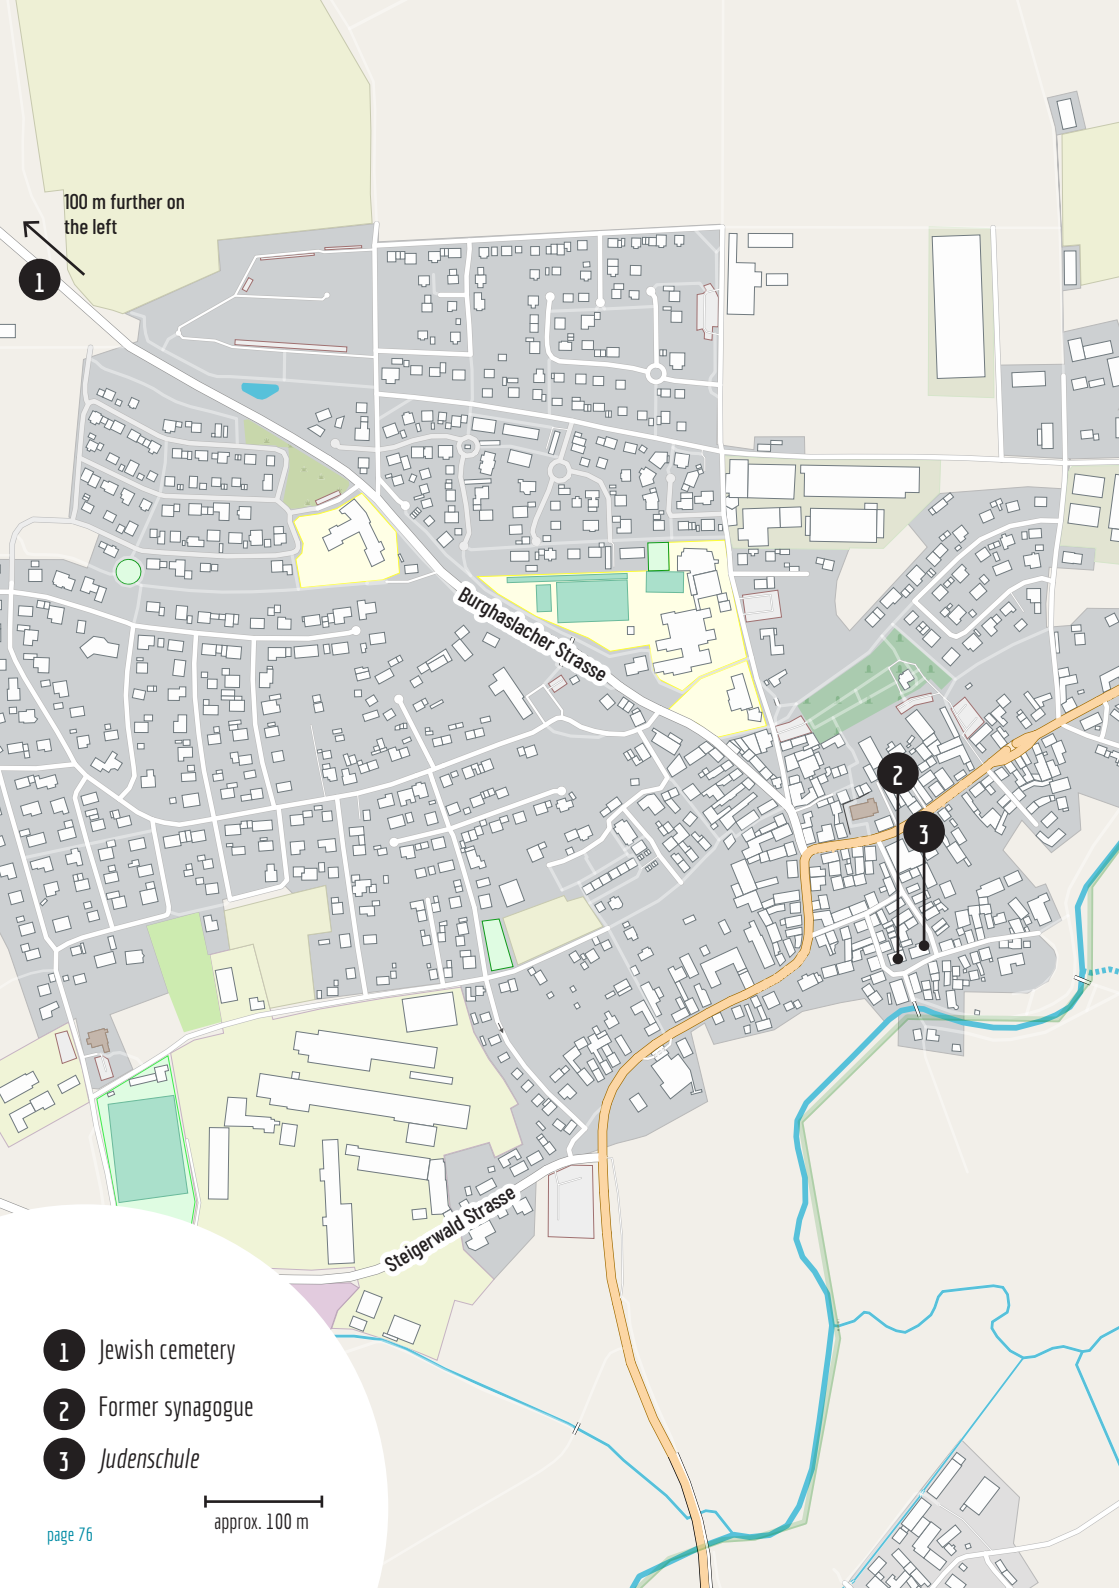 100 m further on
the left
1
Burghaslacher Strasse
2
3
Steigerwald Strasse
1 Jewish cemetery
2 Former synagogue
3 Judenschule
approx. 100 m
page 76